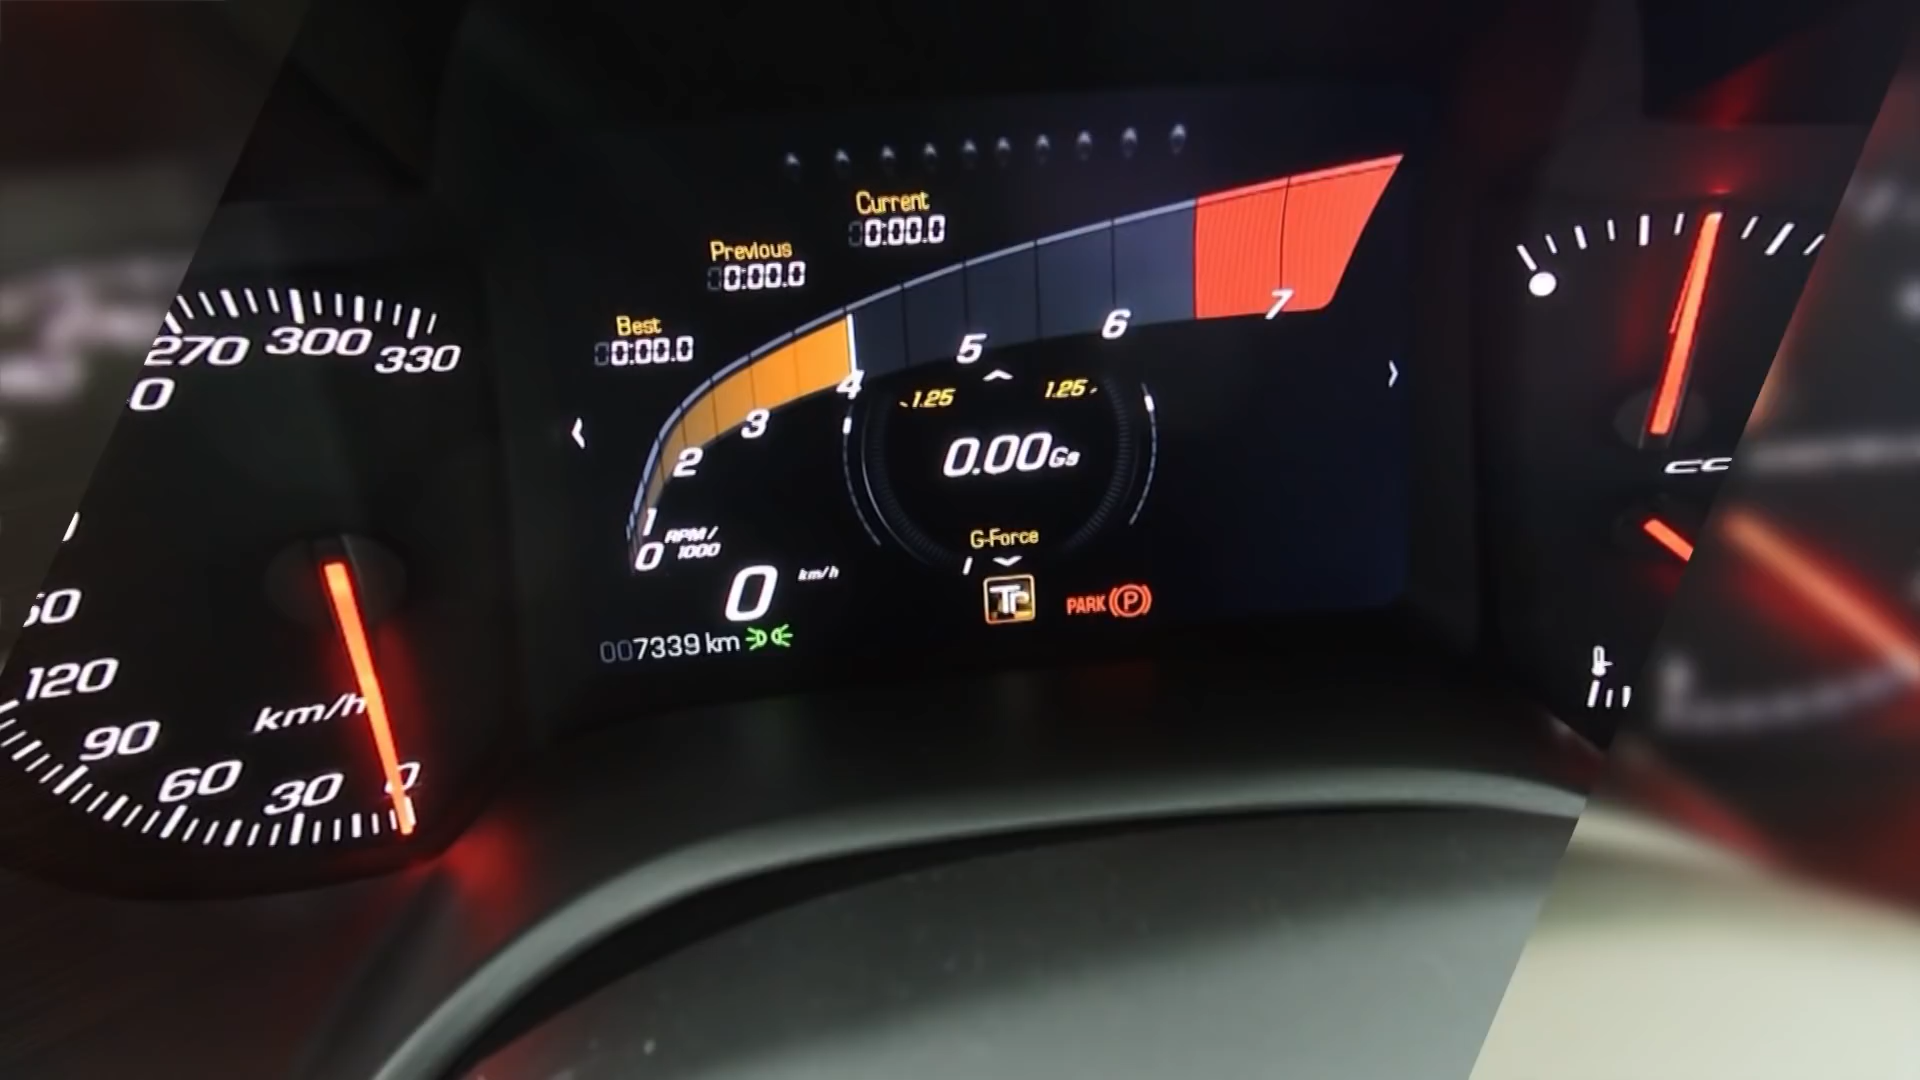 Current
0:00.0
Previous
0:00.0
Best
0:00.0
270 300 330
0
7
6
5
4
3
2
1
0
RPM/
1000
1.25 1.25
0.00Gs
G-Force
0 km/h
007339 km
PARK (P)
120
90
60
30
0
km/h